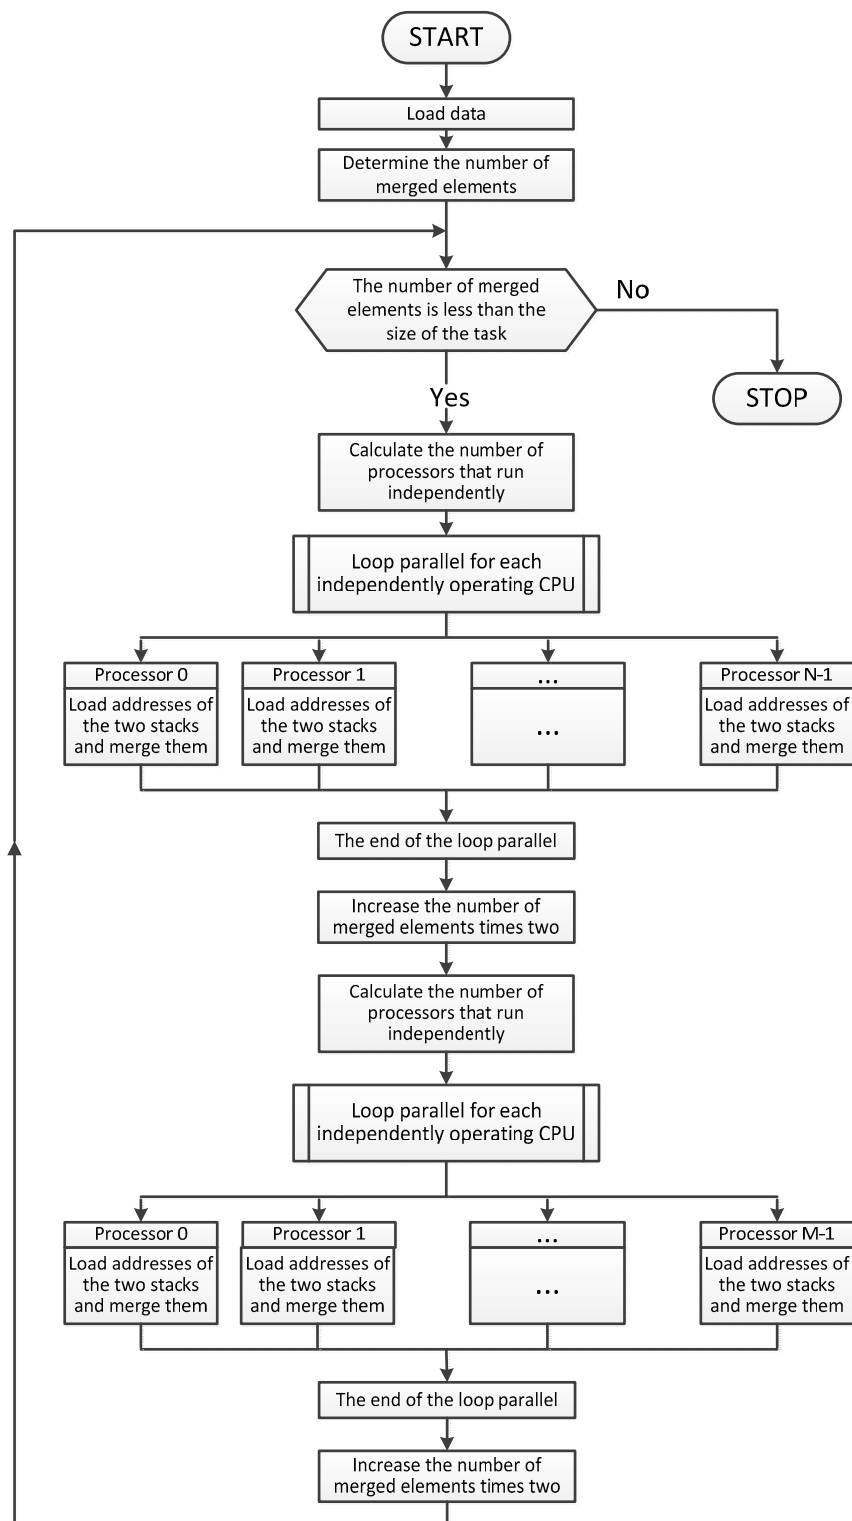 START
Load data
Determine the number of
merged elements
The number of merged
elements is less than the
size of the task
No
STOP
Yes
Calculate the number of
processors that run
independently
Loop parallel for each
independently operating CPU
Processor 0
Load addresses of
the two stacks
and merge them
Processor 1
Load addresses of
the two stacks
and merge them
...
...
Processor N-1
Load addresses of
the two stacks
and merge them
The end of the loop parallel
Increase the number of
merged elements times two
Calculate the number of
processors that run
independently
Loop parallel for each
independently operating CPU
Processor 0
Load addresses of
the two stacks
and merge them
Processor 1
Load addresses of
the two stacks
and merge them
...
...
Processor M-1
Load addresses of
the two stacks
and merge them
The end of the loop parallel
Increase the number of
merged elements times two